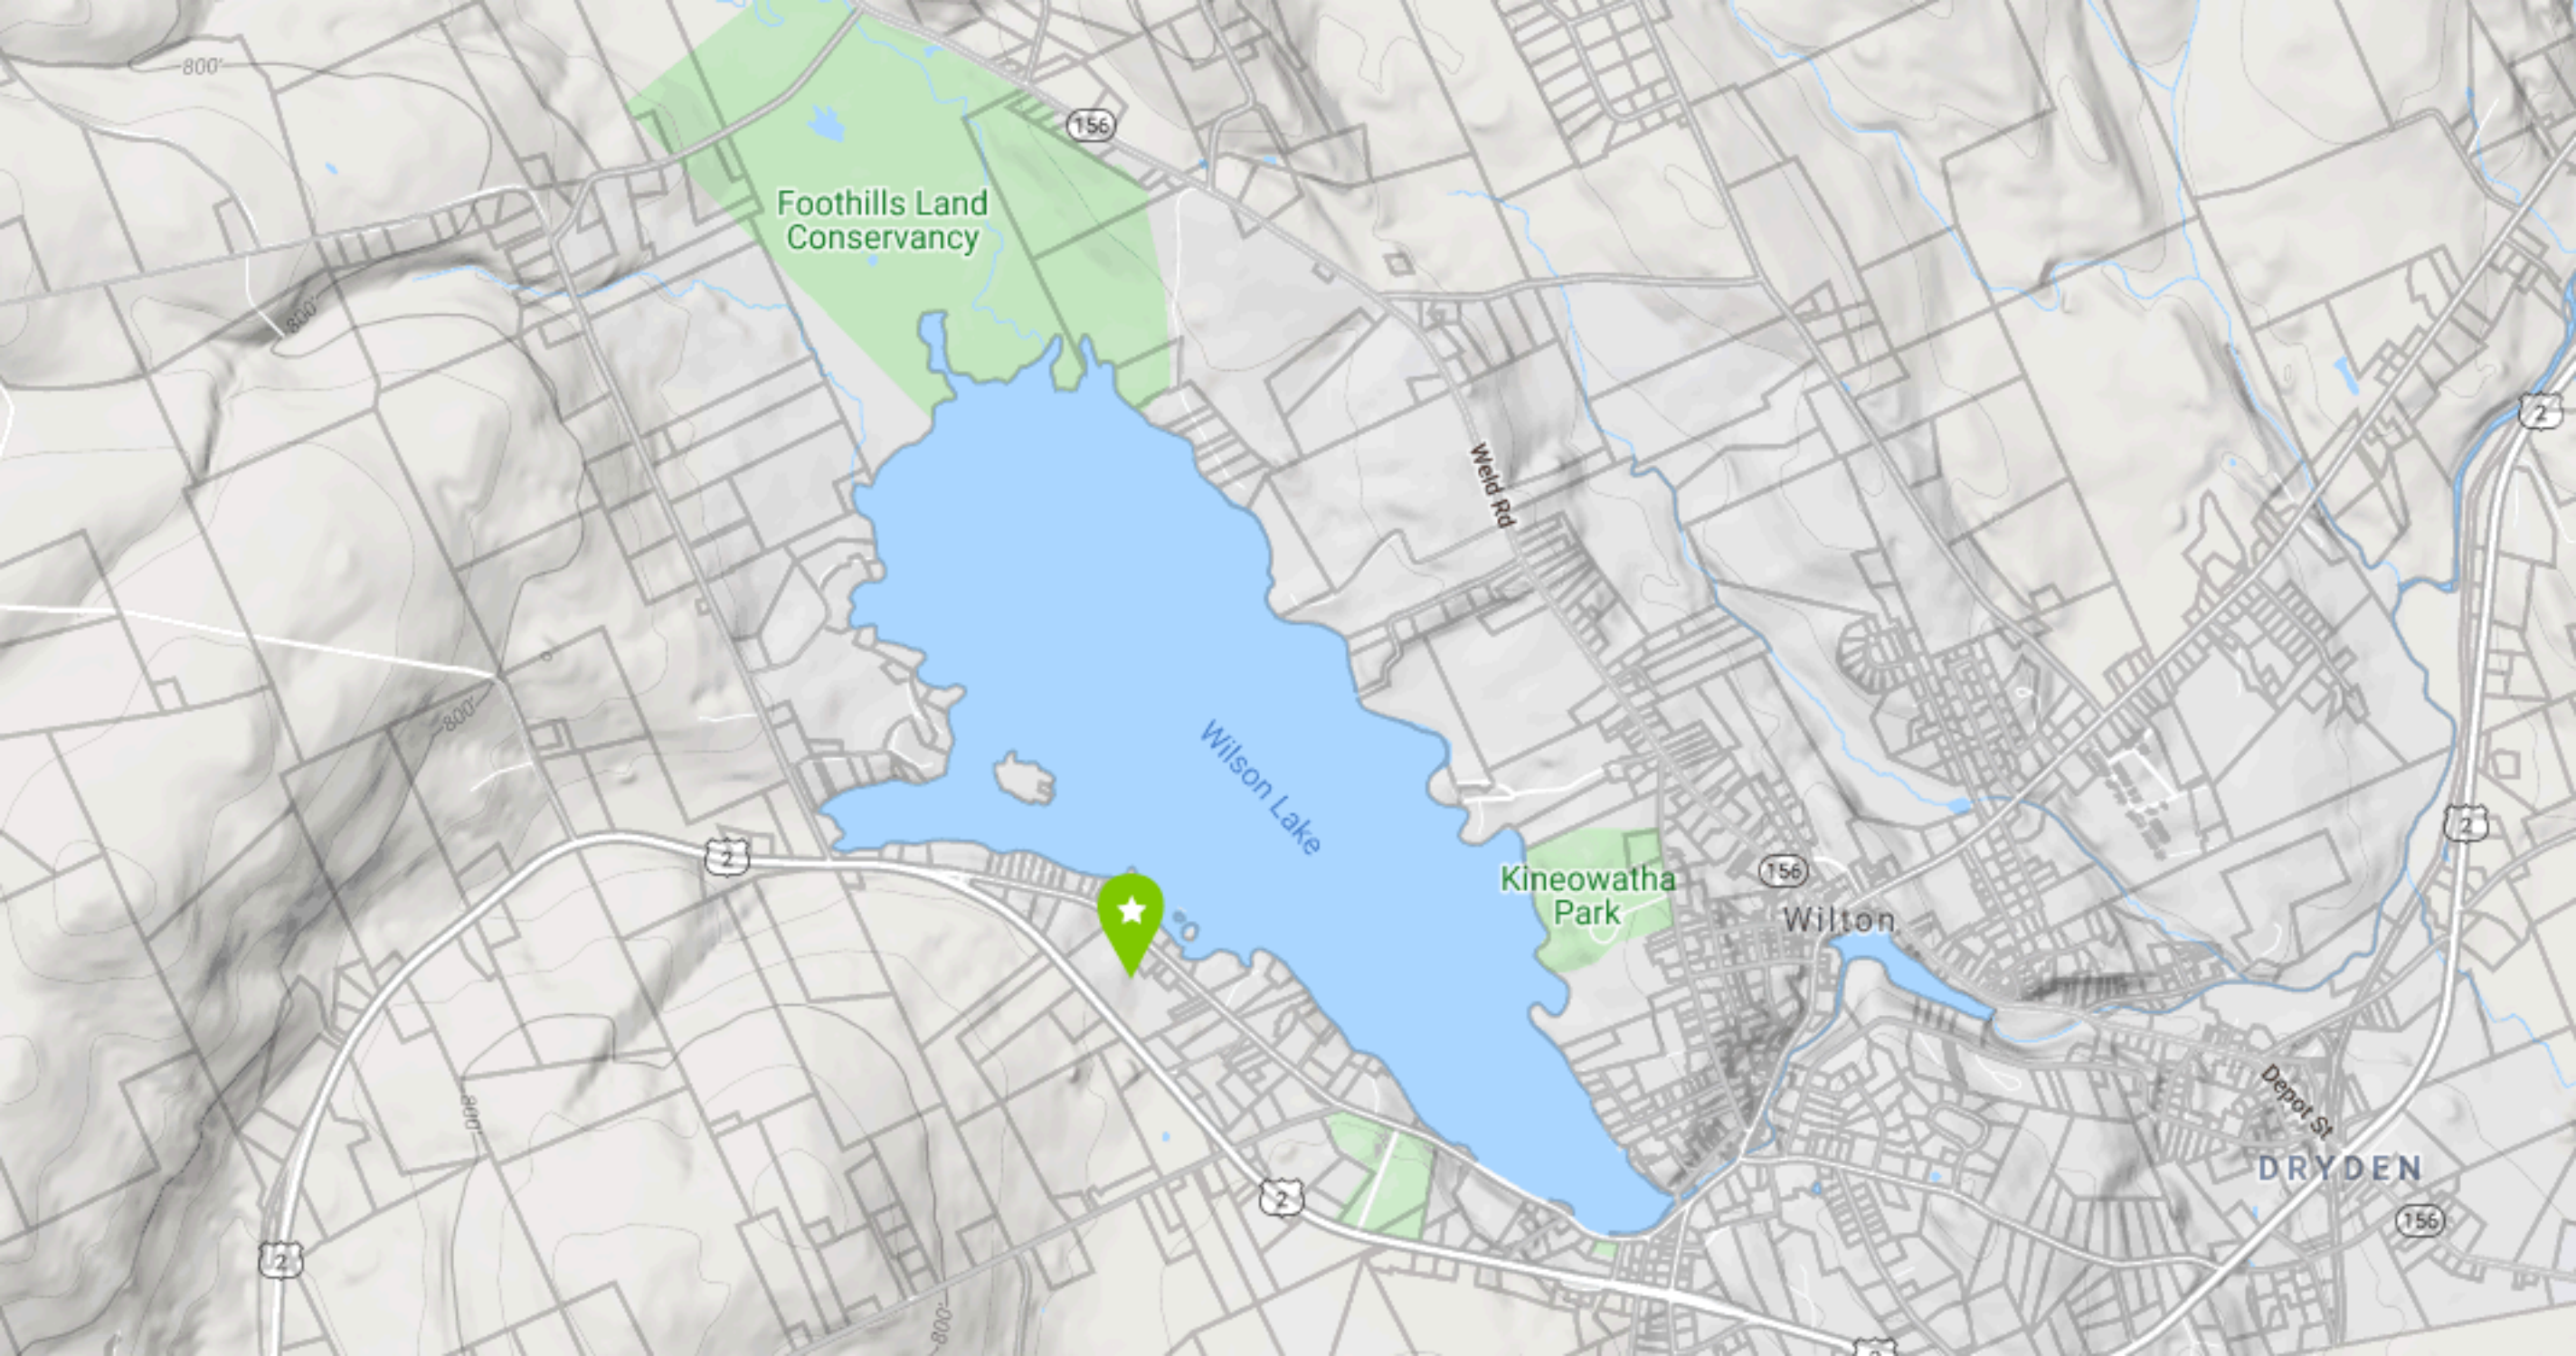 800'
156
Foothills Land
Conservancy
800'
2
Weld Rd
800'
Wilson Lake
2
2
Kineowatha
Park
156
Wilton
800'
Depot St
DRYDEN
2
156
2
800'